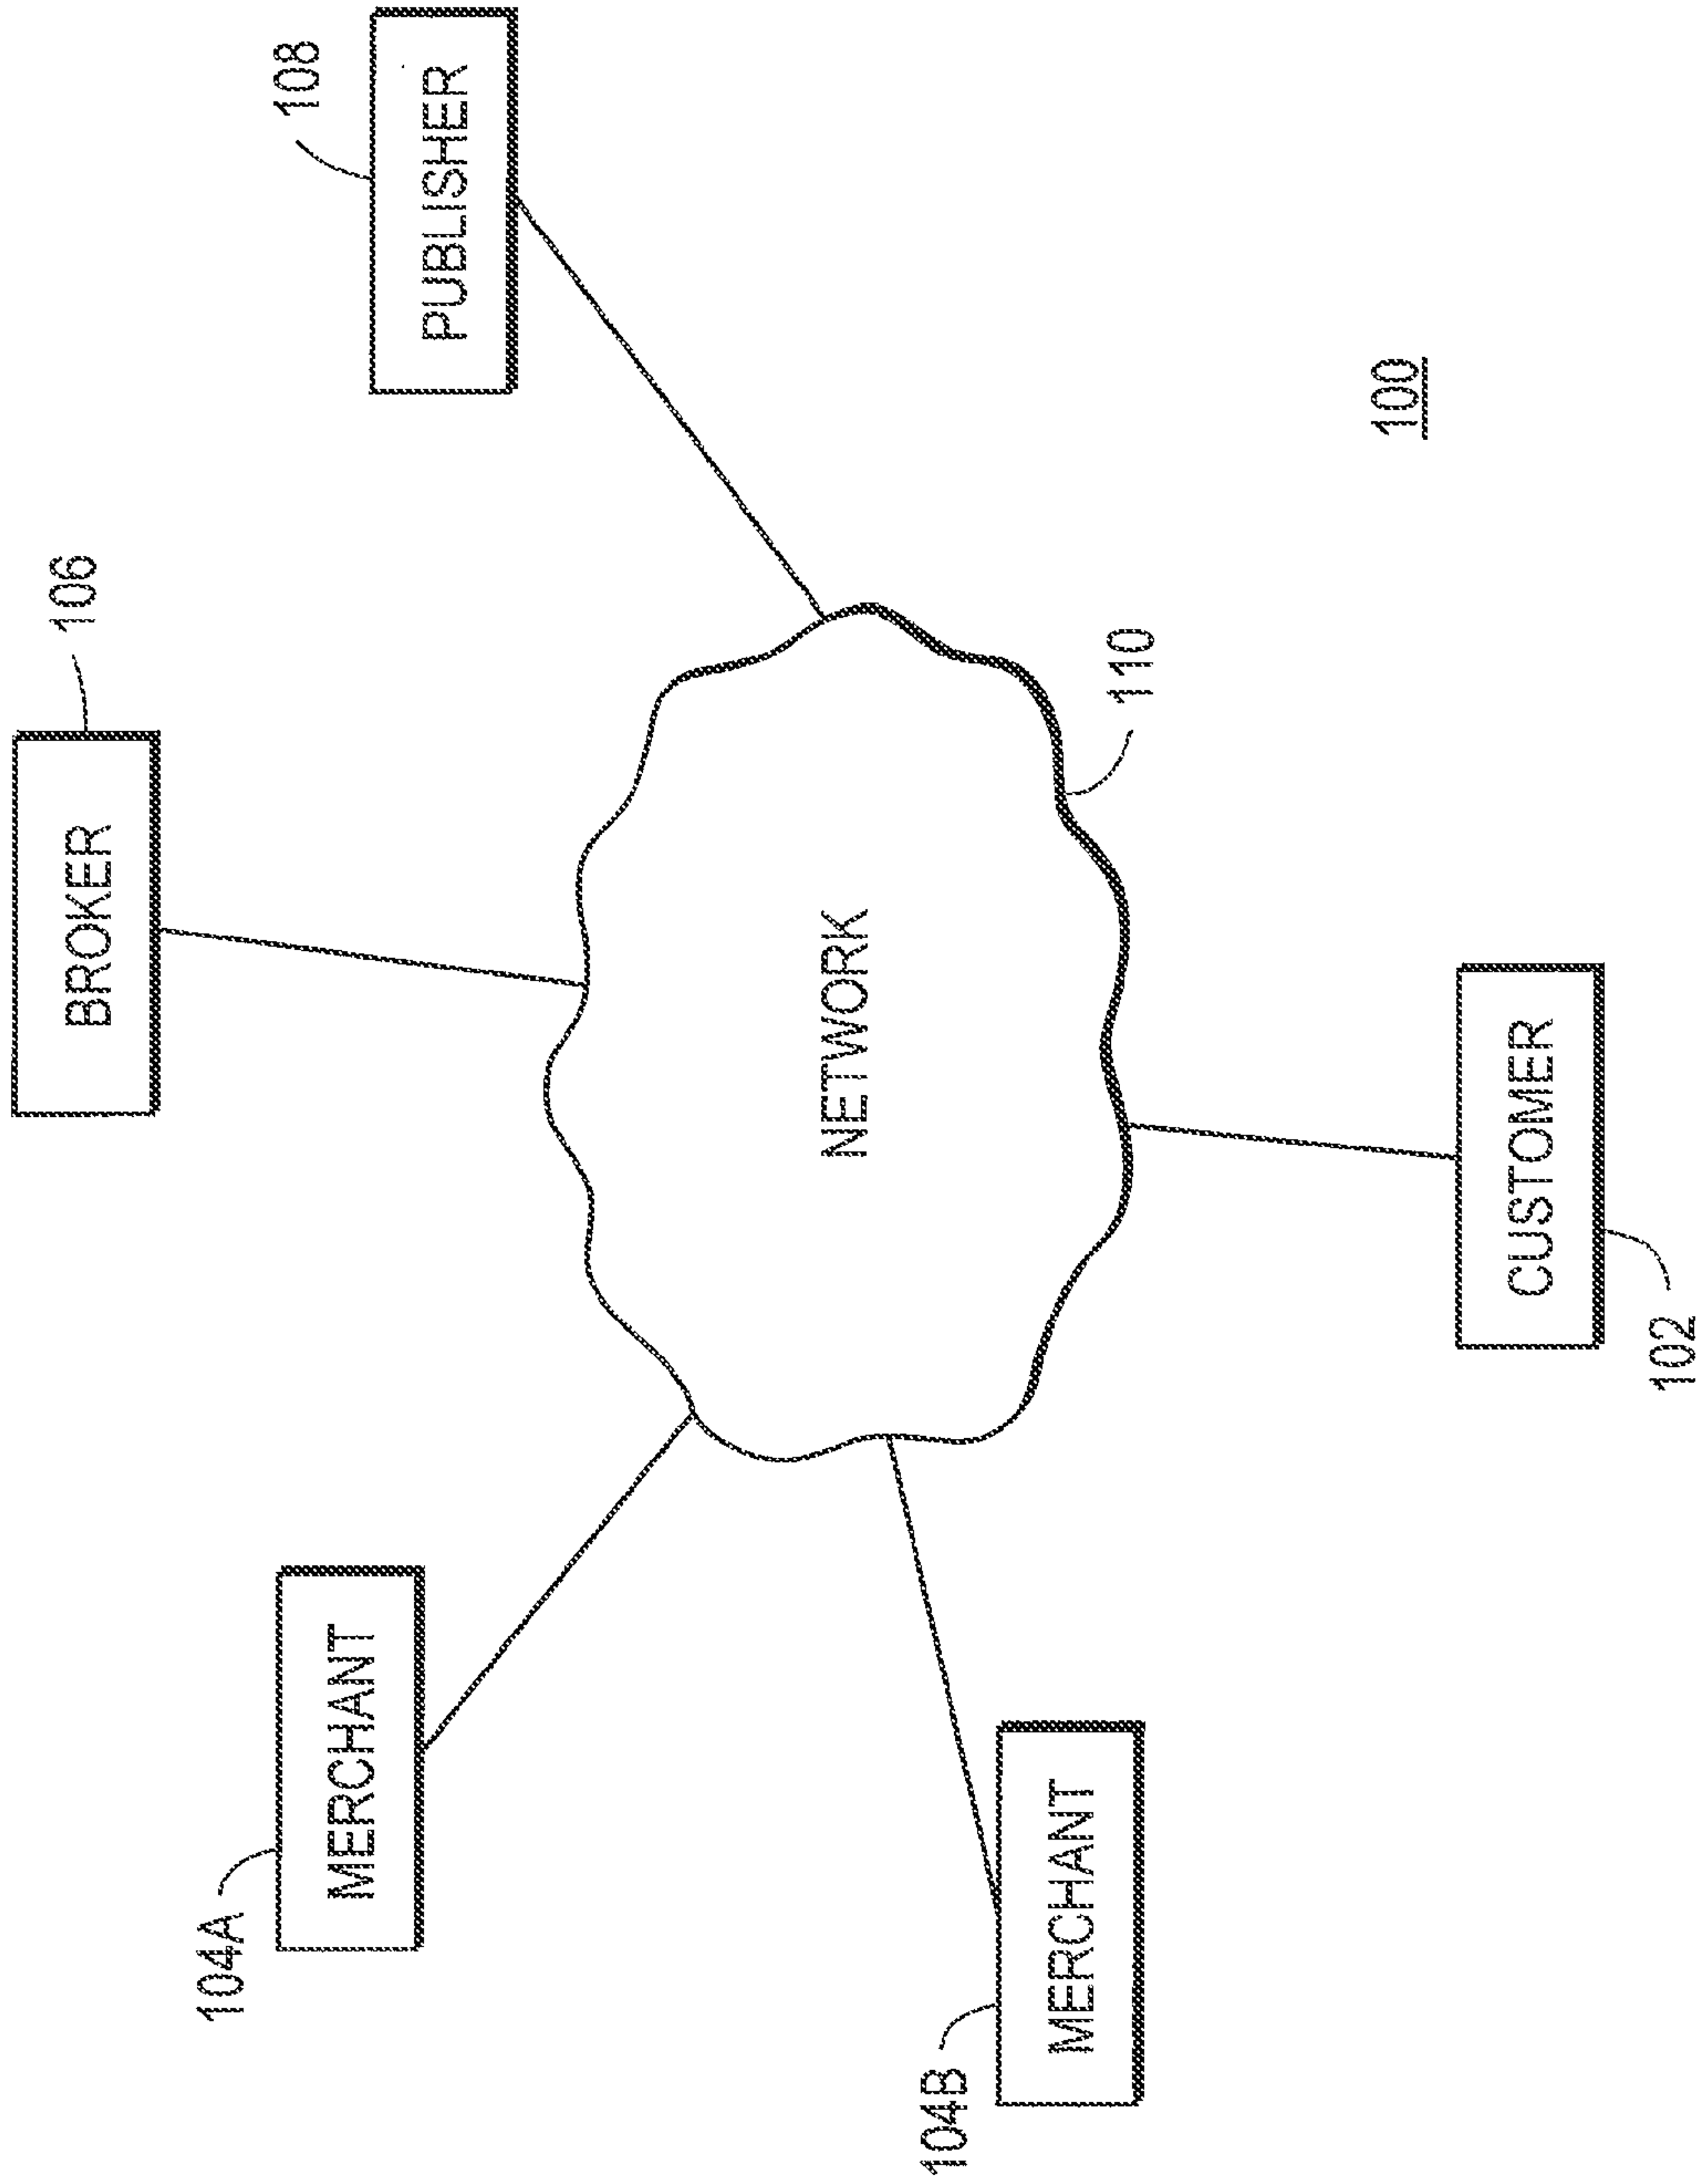 106
BROKER
108
PUBLISHER
104A
MERCHANT
NETWORK
110
104B
MERCHANT
100
CUSTOMER
102